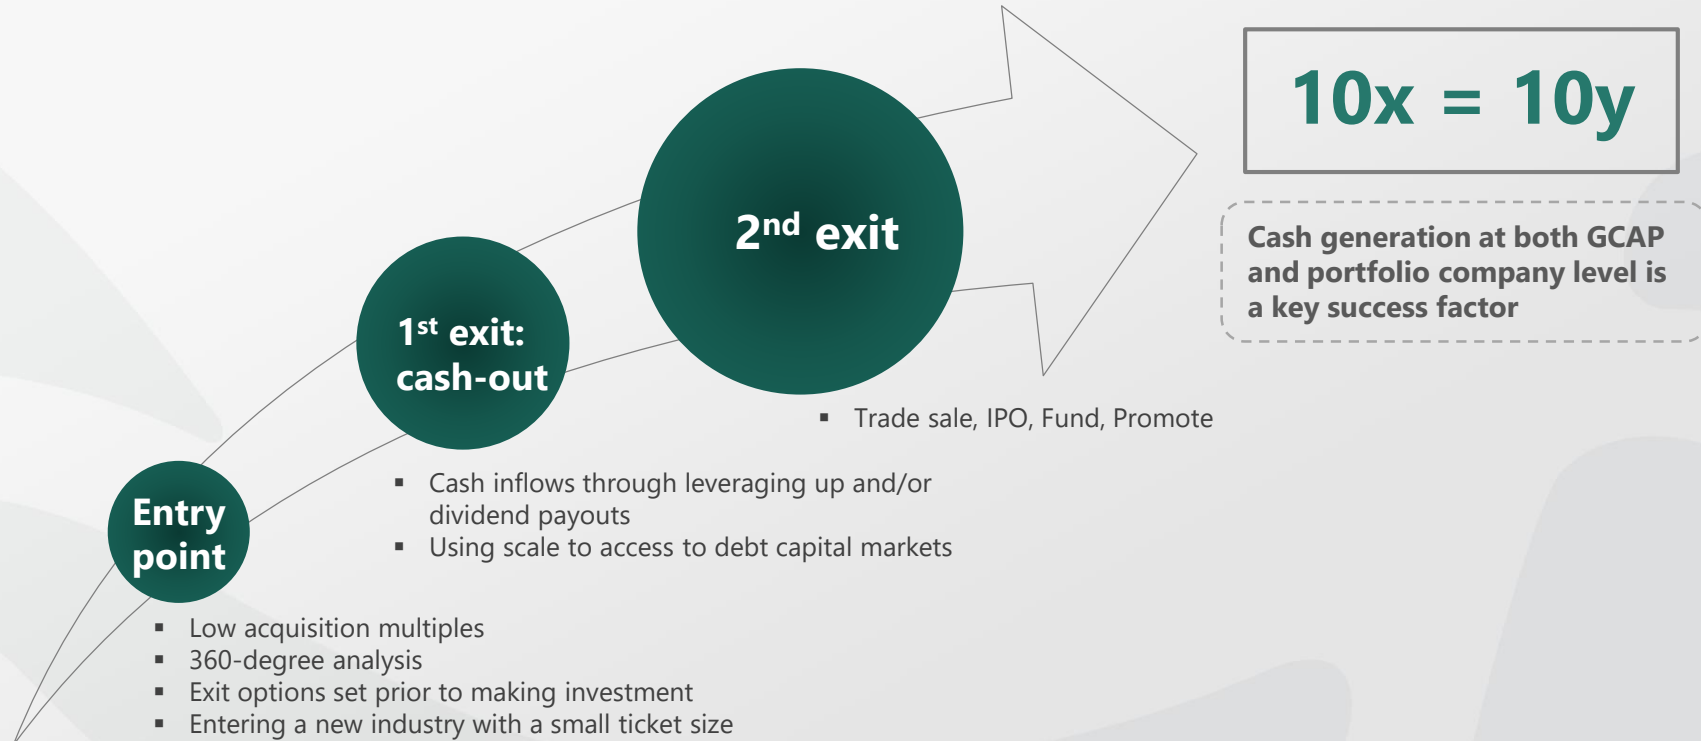 10x = 10y
Cash generation at both GCAP
and portfolio company level is
a key success factor
2nd exit
▪ Trade sale, IPO, Fund, Promote
1st exit:
cash-out
▪ Cash inflows through leveraging up and/or
dividend payouts
▪ Using scale to access to debt capital markets
Entry
point
▪ Low acquisition multiples
▪ 360-degree analysis
▪ Exit options set prior to making investment
▪ Entering a new industry with a small ticket size